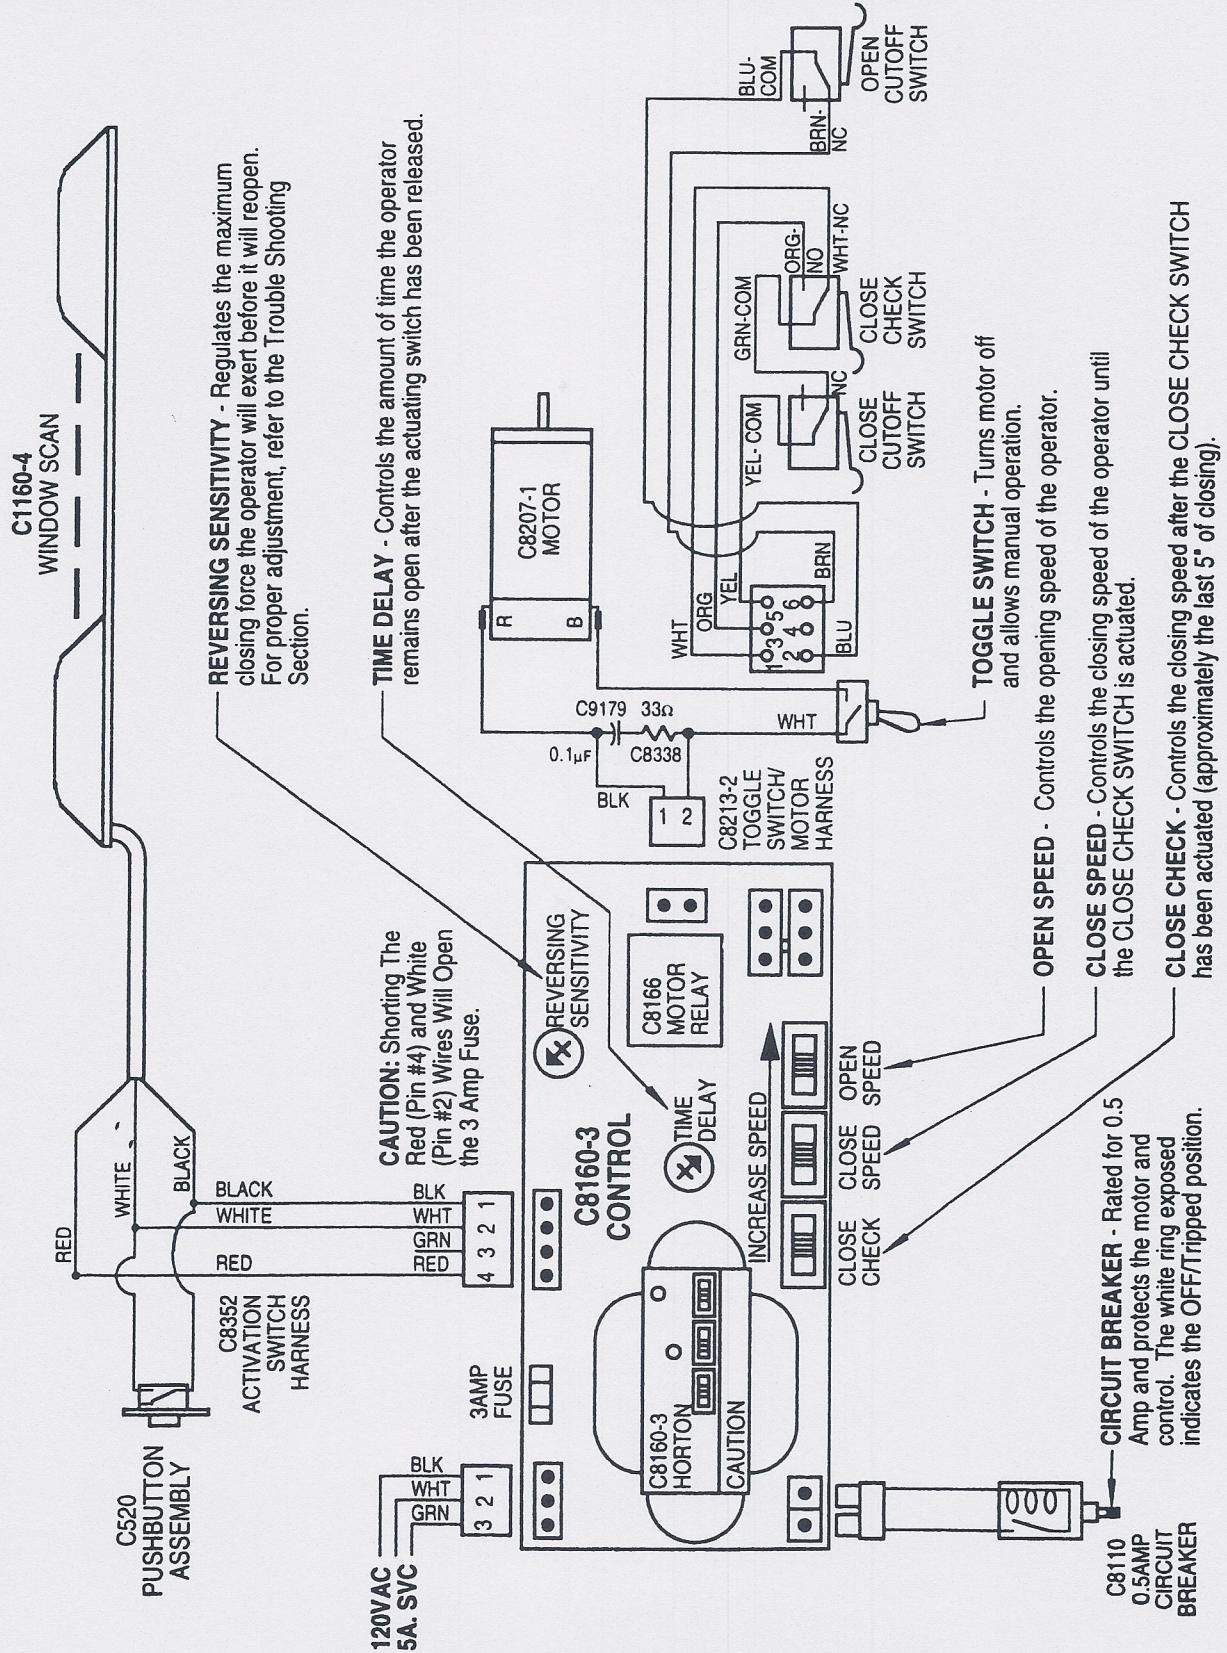 C1160-4
WINDOW SCAN
REVERSING SENSITIVITY - Regulates the maximum
closing force the operator will exert before it will reopen.
For proper adjustment, refer to the Trouble Shooting
Section.
TIME DELAY - Controls the amount of time the operator
remains open after the actuating switch has been released.
C520
PUSHBUTTON
ASSEMBLY
RED
WHITE
BLACK
C8352
ACTIVATION
SWITCH
HARNESS
BLACK
WHITE
RED
BLK
WHT
GRN
RED
1
2
3
4
CAUTION: Shorting The
Red (Pin #4) and White
(Pin #2) Wires Will Open
the 3 Amp Fuse.
120VAC
5A. SVC
BLK
WHT
GRN
1
2
3
3AMP
FUSE
C8160-3
CONTROL
REVERSING
SENSITIVITY
TIME
DELAY
C8166
MOTOR
RELAY
C8160-3
HORTON
CAUTION
INCREASE SPEED
CLOSE
CHECK
CLOSE
SPEED
OPEN
SPEED
C8207-1
MOTOR
R
B
C9179
33Ω
0.1µF
C8338
BLK
1 2
WHT
C8213-2
TOGGLE
SWITCH/
MOTOR
HARNESS
WHT
ORG
YEL
1 3 5
2 4 6
BLU
BRN
YEL- COM
NC
CLOSE
CUTOFF
SWITCH
GRN-COM
ORG-
NO
WHT-NC
CLOSE
CHECK
SWITCH
BLU-
COM
BRN-
NC
OPEN
CUTOFF
SWITCH
TOGGLE SWITCH - Turns motor off
and allows manual operation.
OPEN SPEED - Controls the opening speed of the operator.
CLOSE SPEED - Controls the closing speed of the operator until
the CLOSE CHECK SWITCH is actuated.
CLOSE CHECK - Controls the closing speed after the CLOSE CHECK SWITCH
has been actuated (approximately the last 5" of closing).
C8110
0.5AMP
CIRCUIT
BREAKER
CIRCUIT BREAKER - Rated for 0.5
Amp and protects the motor and
control. The white ring exposed
indicates the OFF/Tripped position.